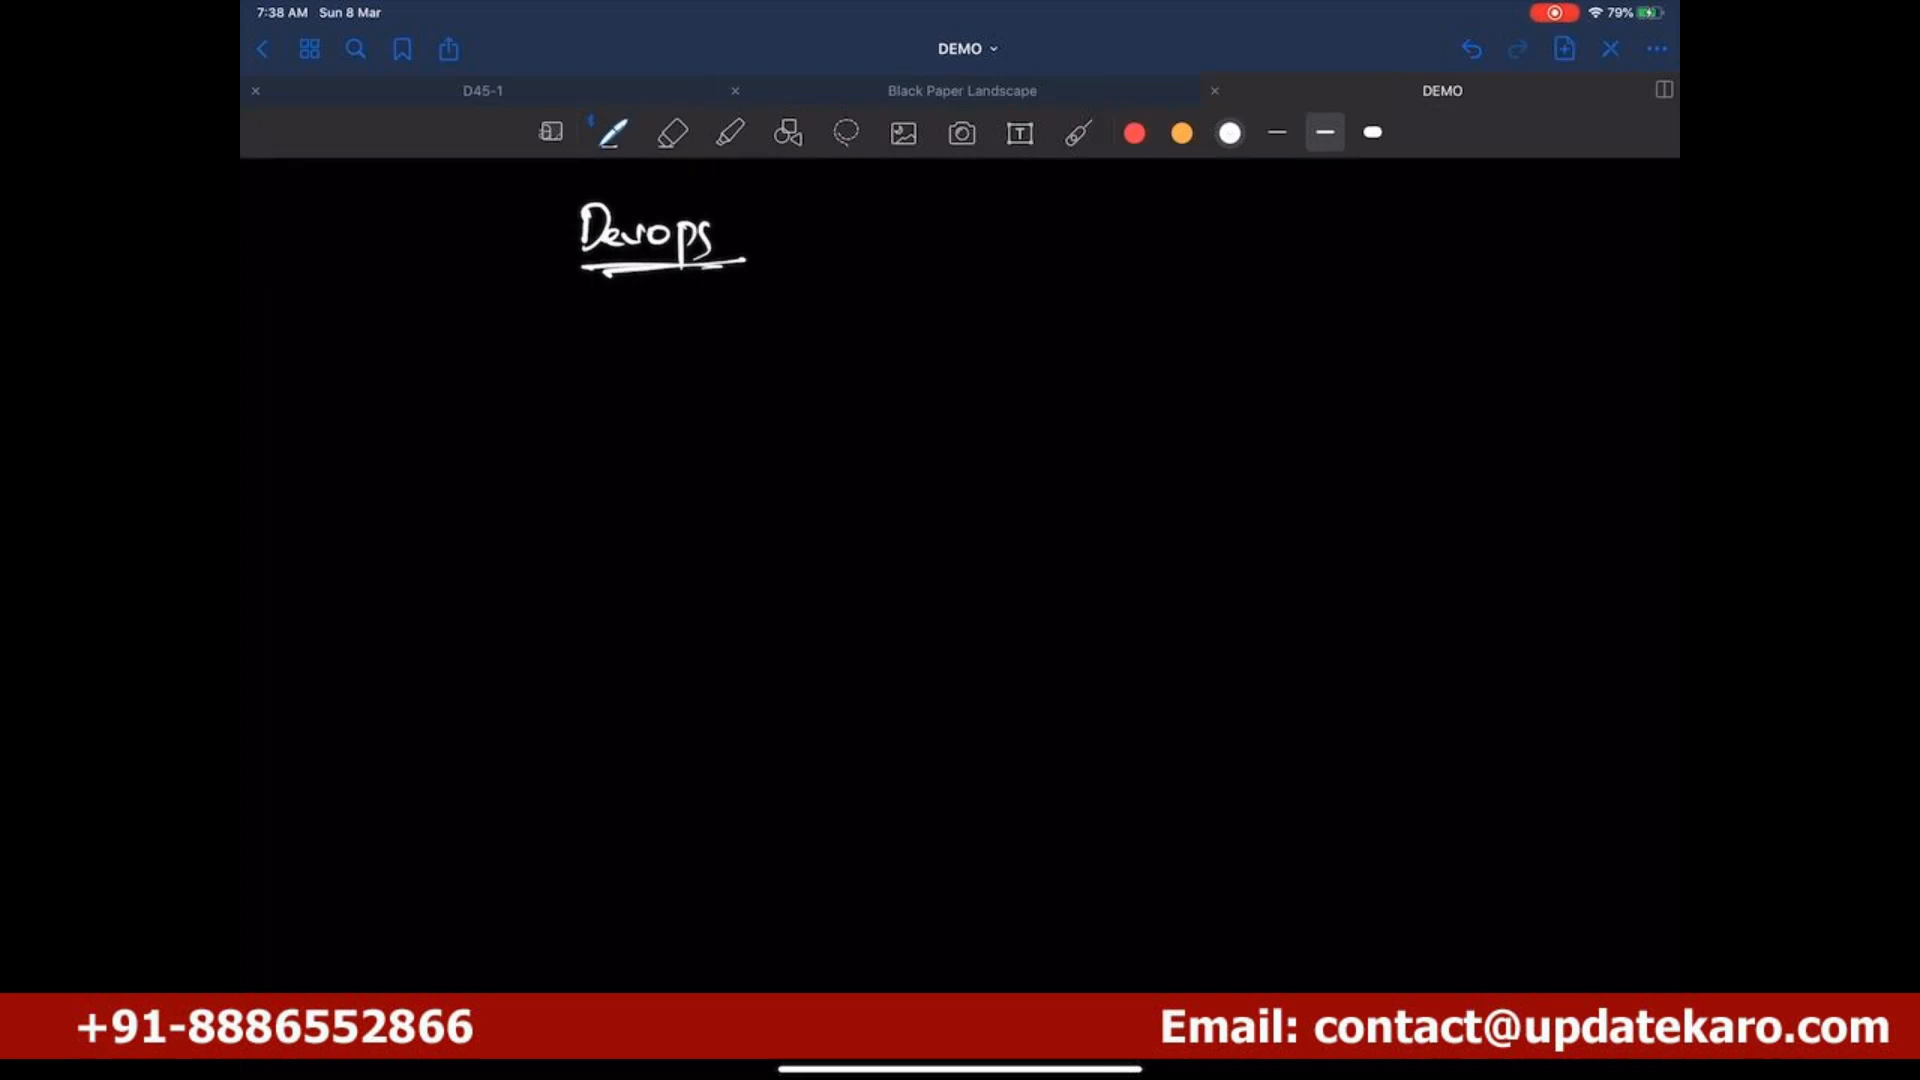 7:38 AM Sun 8 Mar
79%
DEMO
D45-1
Black Paper Landscape
DEMO
T
Devops
+91-8886552866
Email: contact@updatekaro.com